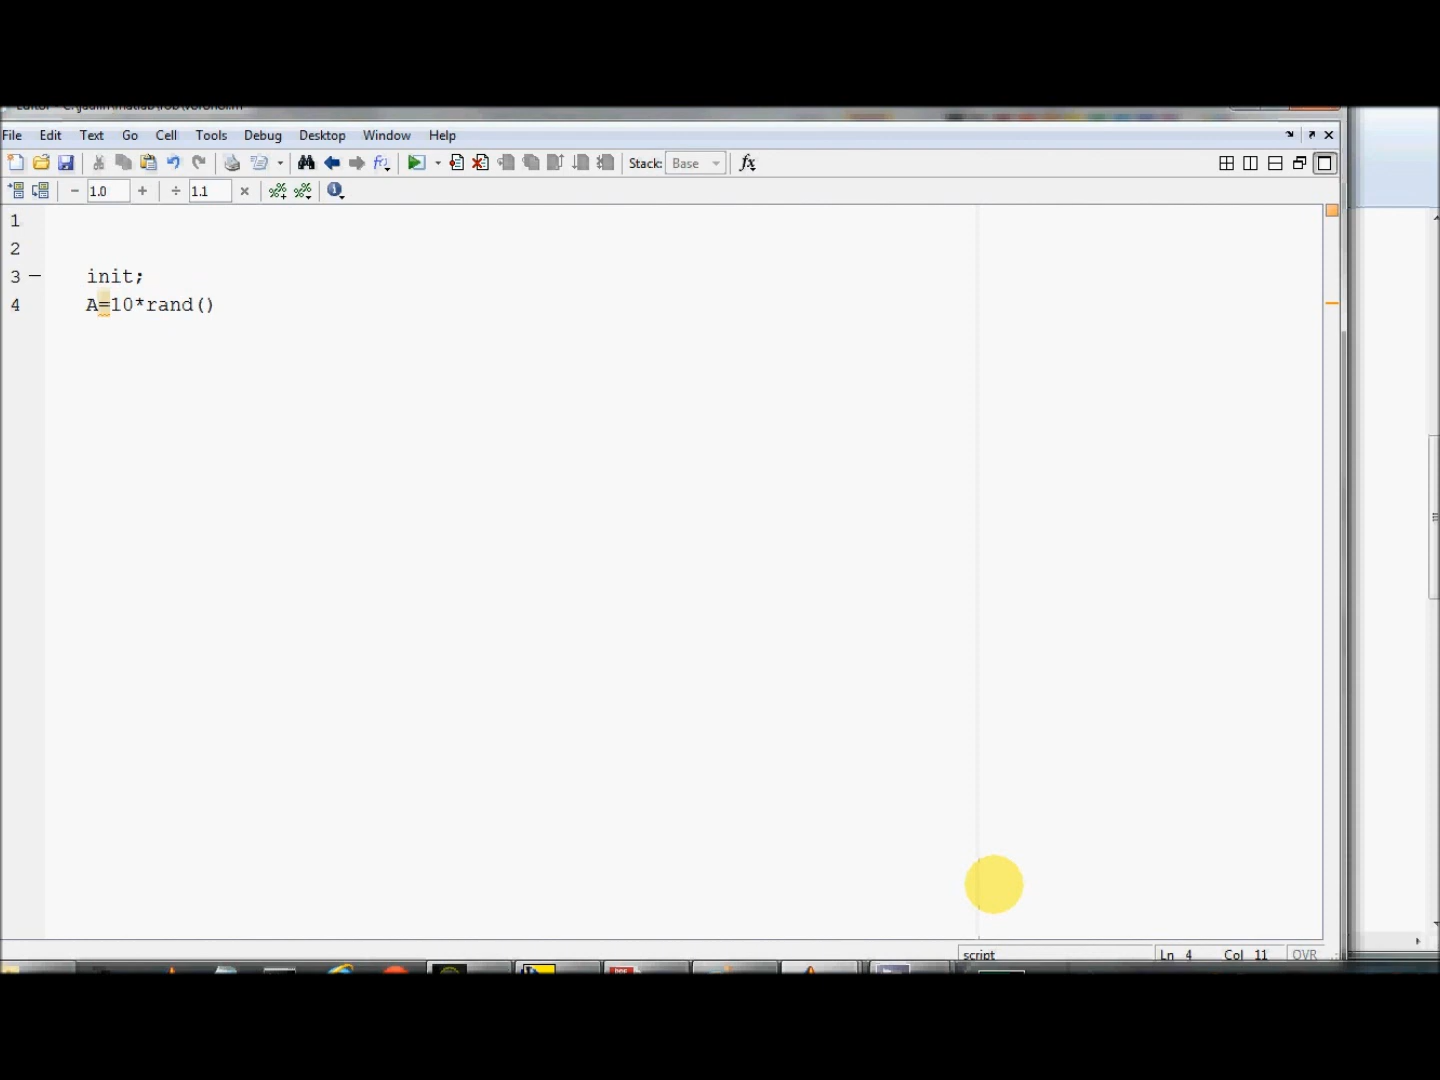 File Edit Text Go Cell Tools Debug Desktop Window Help
Stack: Base fx
1.0 1.1
1
2
3 init;
4 A=10*rand()
script Ln 4 Col 11 OVR